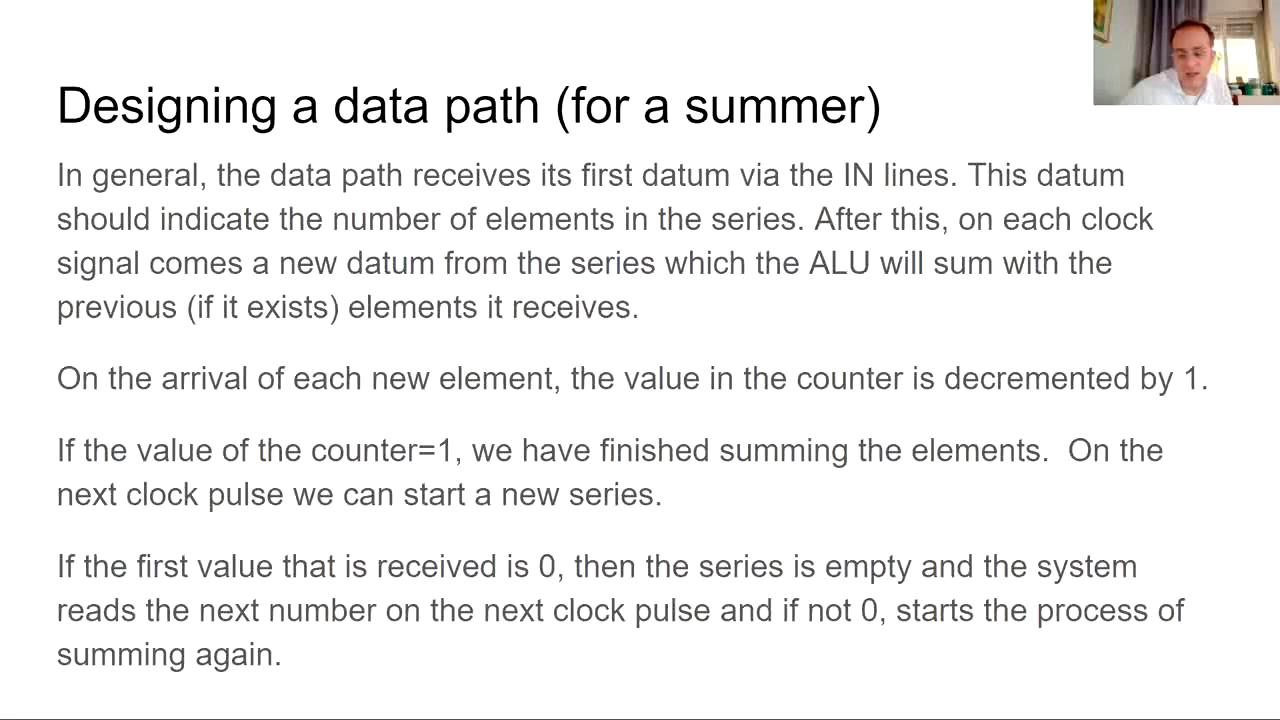 Designing a data path (for a summer)
In general, the data path receives its first datum via the IN lines. This datum
should indicate the number of elements in the series. After this, on each clock
signal comes a new datum from the series which the ALU will sum with the
previous (if it exists) elements it receives.
On the arrival of each new element, the value in the counter is decremented by 1.
If the value of the counter=1, we have finished summing the elements.  On the
next clock pulse we can start a new series.
If the first value that is received is 0, then the series is empty and the system
reads the next number on the next clock pulse and if not 0, starts the process of
summing again.